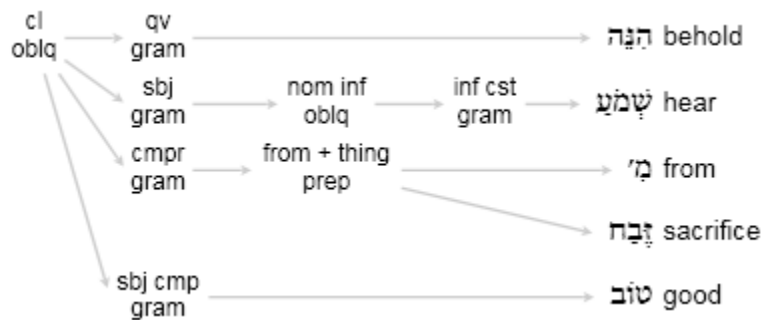 cl oblq
qv gram
הִנֵּה behold
sbj gram
nom inf oblq
inf cst gram
שְׁמֹעַ hear
cmpr gram
from + thing prep
מִ׳ from
זֶּבַח sacrifice
sbj cmp gram
טוֹב good